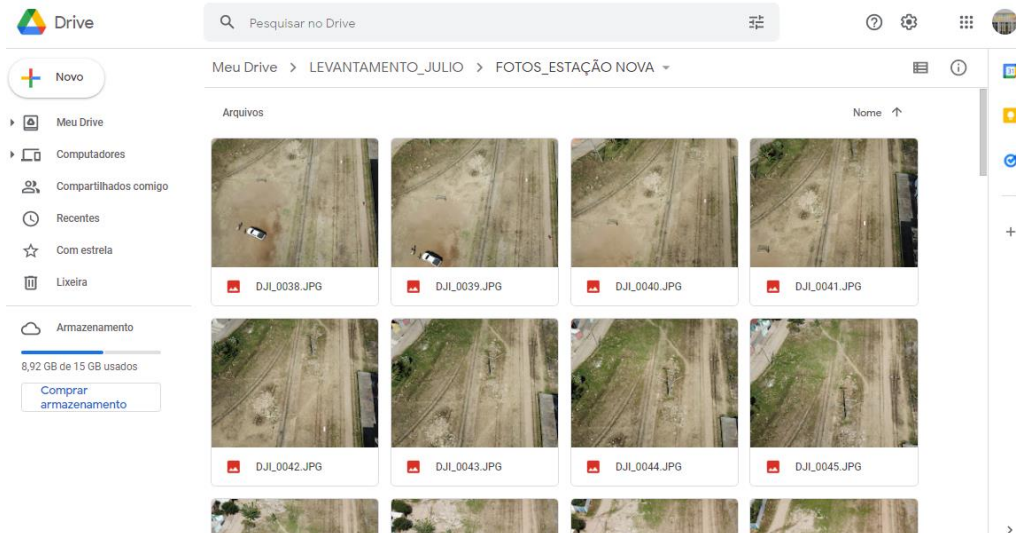 Drive
Pesquisar no Drive
Novo
Meu Drive > LEVANTAMENTO_JULIO > FOTOS_ESTAÇÃO NOVA
Meu Drive
Computadores
Compartilhados comigo
Recentes
Com estrela
Lixeira
Armazenamento
8,92 GB de 15 GB usados
Comprar
armazenamento
Arquivos
Nome
DJI_0038.JPG
DJI_0039.JPG
DJI_0040.JPG
DJI_0041.JPG
DJI_0042.JPG
DJI_0043.JPG
DJI_0044.JPG
DJI_0045.JPG